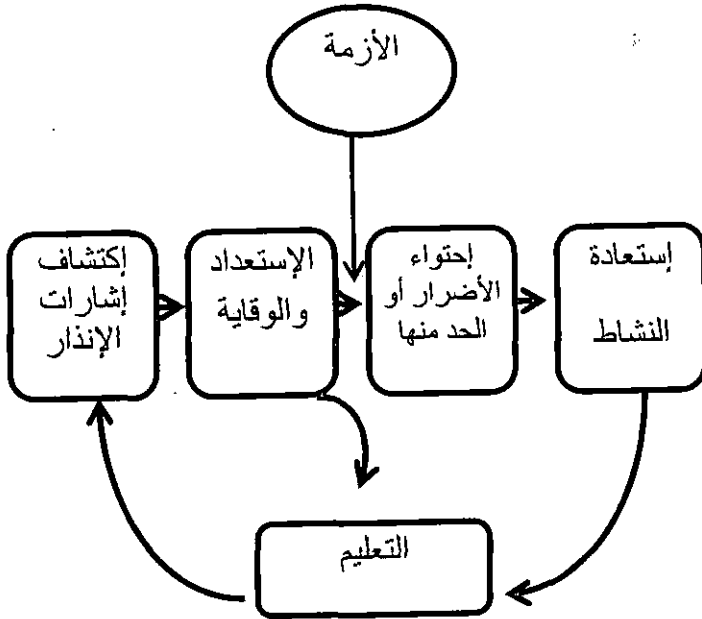 الأزمة
إكتشاف
إشارات
الإنذار
الإستعداد
والوقاية
إحتواء
الأضرار أو
الحد منها
إستعادة
النشاط
التعليم